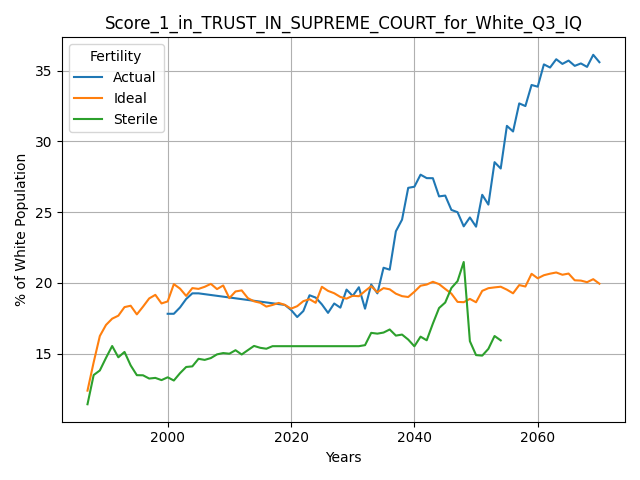 Score_1_in_TRUST_IN_SUPREME_COURT_for_White_Q3_IQ
Fertility
Actual
Ideal
Sterile
% of White Population
35
30
25
20
15
2000
2020
2040
2060
Years